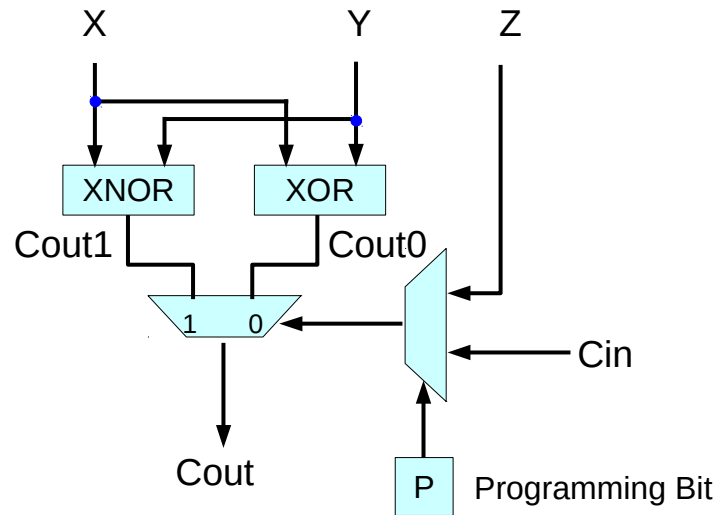 X Y Z
XNOR XOR
Cout1 Cout0
1 0
Cin
Cout
P Programming Bit